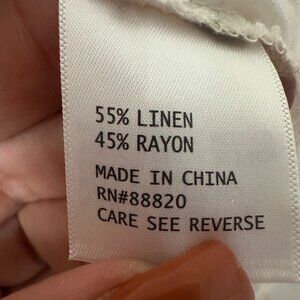 55% LINEN
45% RAYON
MADE IN CHINA
RN#88820
CARE SEE REVERSE